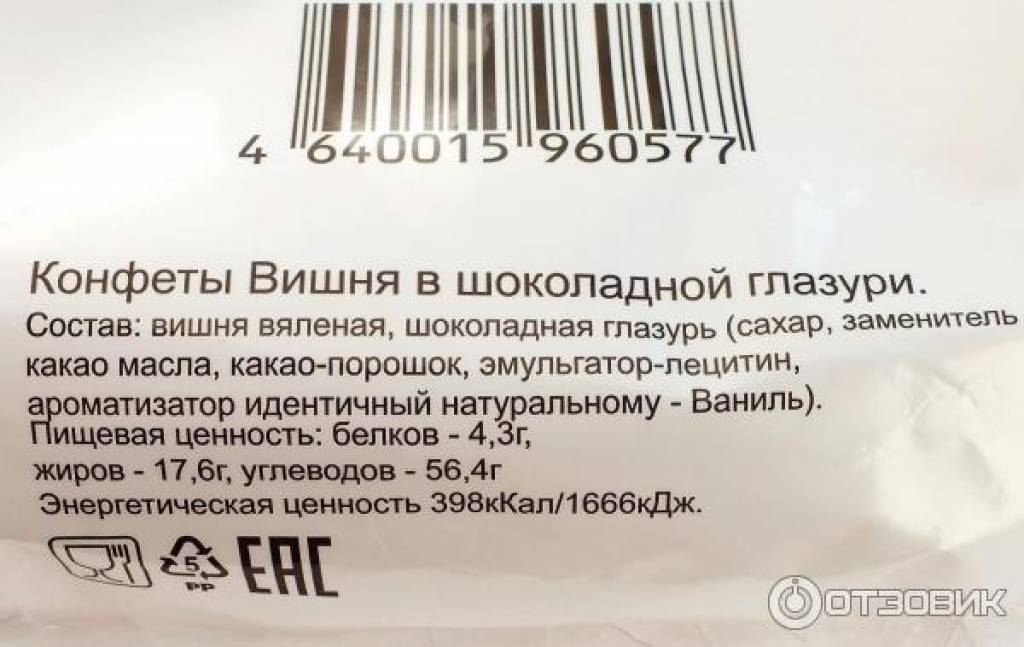 4 640015 960577
Конфеты Вишня в шоколадной глазури.
Состав: вишня вяленая, шоколадная глазурь (сахар, заменитель
какао масла, какао-порошок, эмульгатор-лецитин,
ароматизатор идентичный натуральному - Ваниль).
Пищевая ценность: белков - 4,3г,
жиров - 17,6г, углеводов - 56,4г
Энергетическая ценность 398кКал/1666кДж.
5 PP EAC
ОТЗОВИК